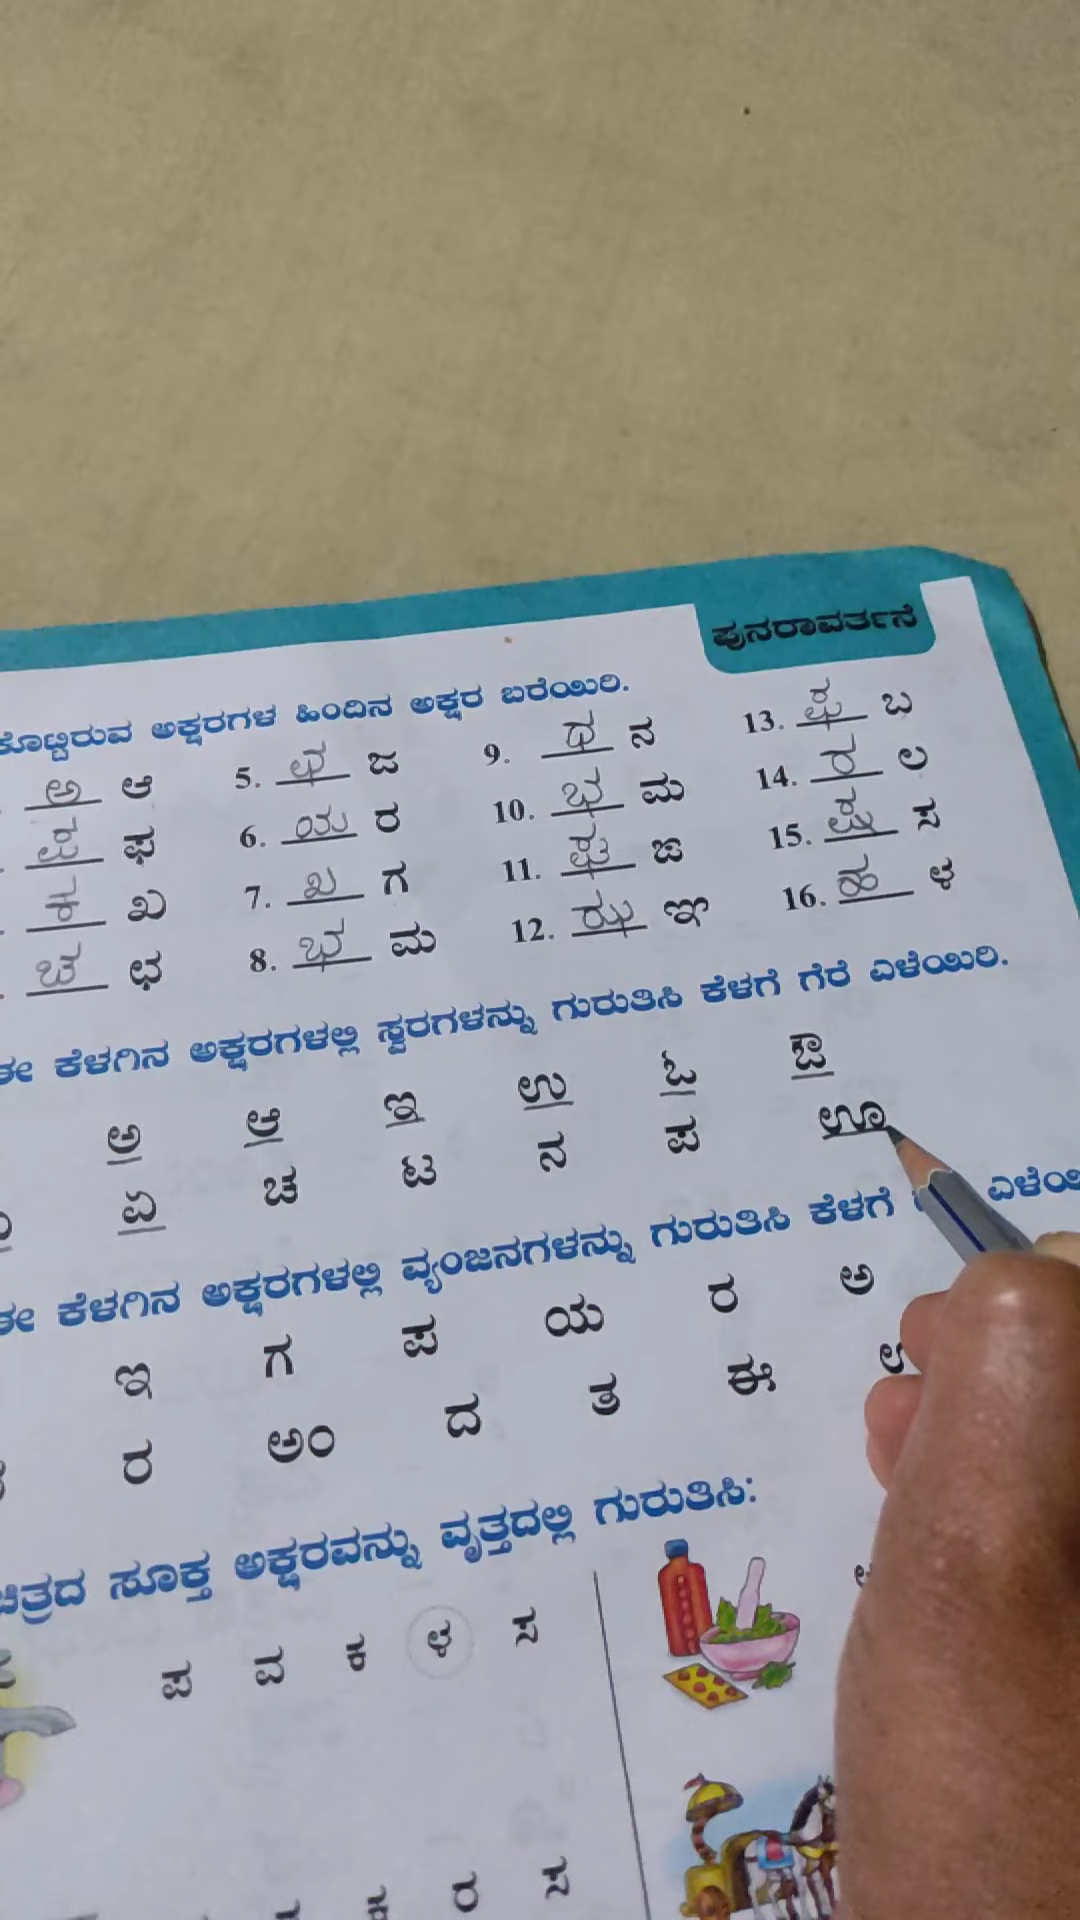 ಪುನರಾವರ್ತನೆ
ಕೊಟ್ಟಿರುವ ಅಕ್ಷರಗಳ ಹಿಂದಿನ ಅಕ್ಷರ ಬರೆಯಿರಿ.
ಅ ಆ 5. ಛ ಜ 9. ಧ ನ 13. ಫ ಬ
ಪ ಫ 6. ಯ ರ 10. ಭ ಮ 14. ರ ಲ
ಕ ಖ 7. ಖ ಗ 11. ಘ ಙ 15. ಷ ಸ
ಚ ಛ 8. ಭ ಮ 12. ಝ ಞ 16. ಹ ಳ
ಈ ಕೆಳಗಿನ ಅಕ್ಷರಗಳಲ್ಲಿ ಸ್ವರಗಳನ್ನು ಗುರುತಿಸಿ ಕೆಳಗೆ ಗೆರೆ ಎಳೆಯಿರಿ.
ಅ ಆ ಇ ಉ ಓ ಔ
ಏ ಚ ಟ ನ ಪ ಊ
ಈ ಕೆಳಗಿನ ಅಕ್ಷರಗಳಲ್ಲಿ ವ್ಯಂಜನಗಳನ್ನು ಗುರುತಿಸಿ ಕೆಳಗೆ
ಇ ಗ ಪ ಯ ರ ಅ
ರ ಅಂ ದ ಶ ಈ
ಚಿತ್ರದ ಸೂಕ್ತ ಅಕ್ಷರವನ್ನು ವೃತ್ತದಲ್ಲಿ ಗುರುತಿಸಿ:
ಪ ವ ಕ ಳ ಸ
ರ ಸ